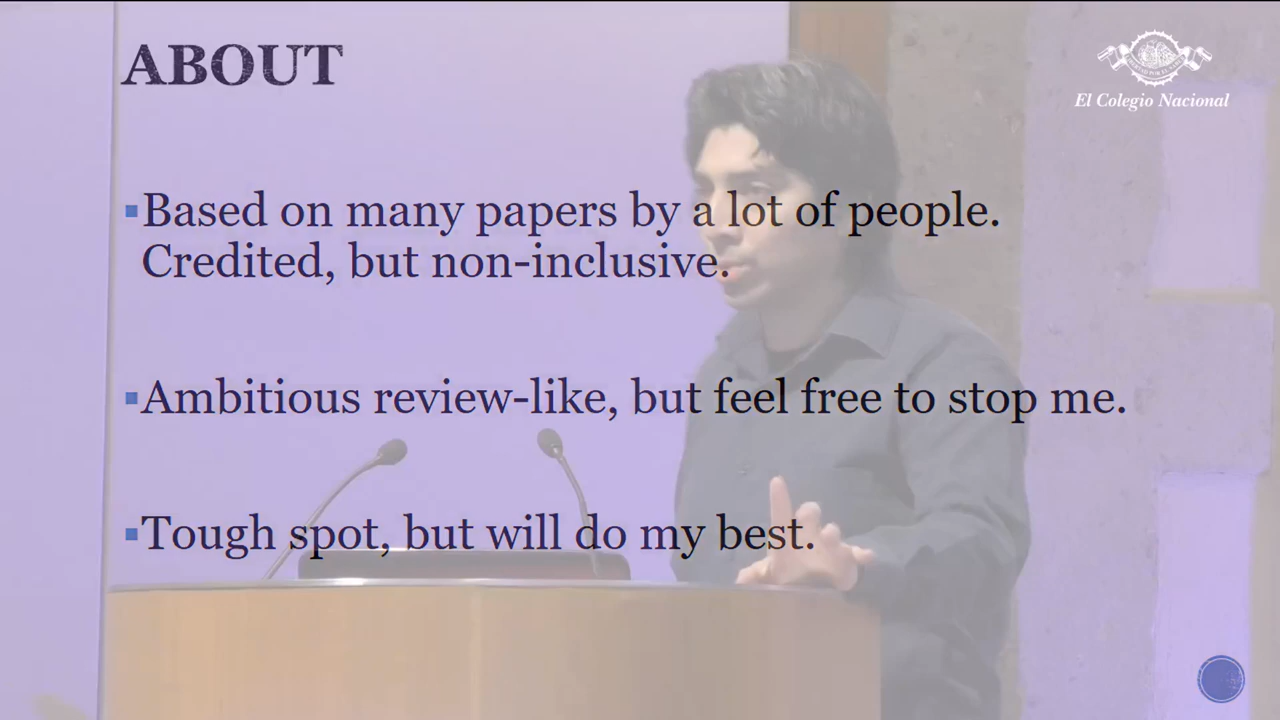 ABOUT
El Colegio Nacional
▪Based on many papers by a lot of people.
Credited, but non-inclusive.
▪Ambitious review-like, but feel free to stop me.
▪Tough spot, but will do my best.